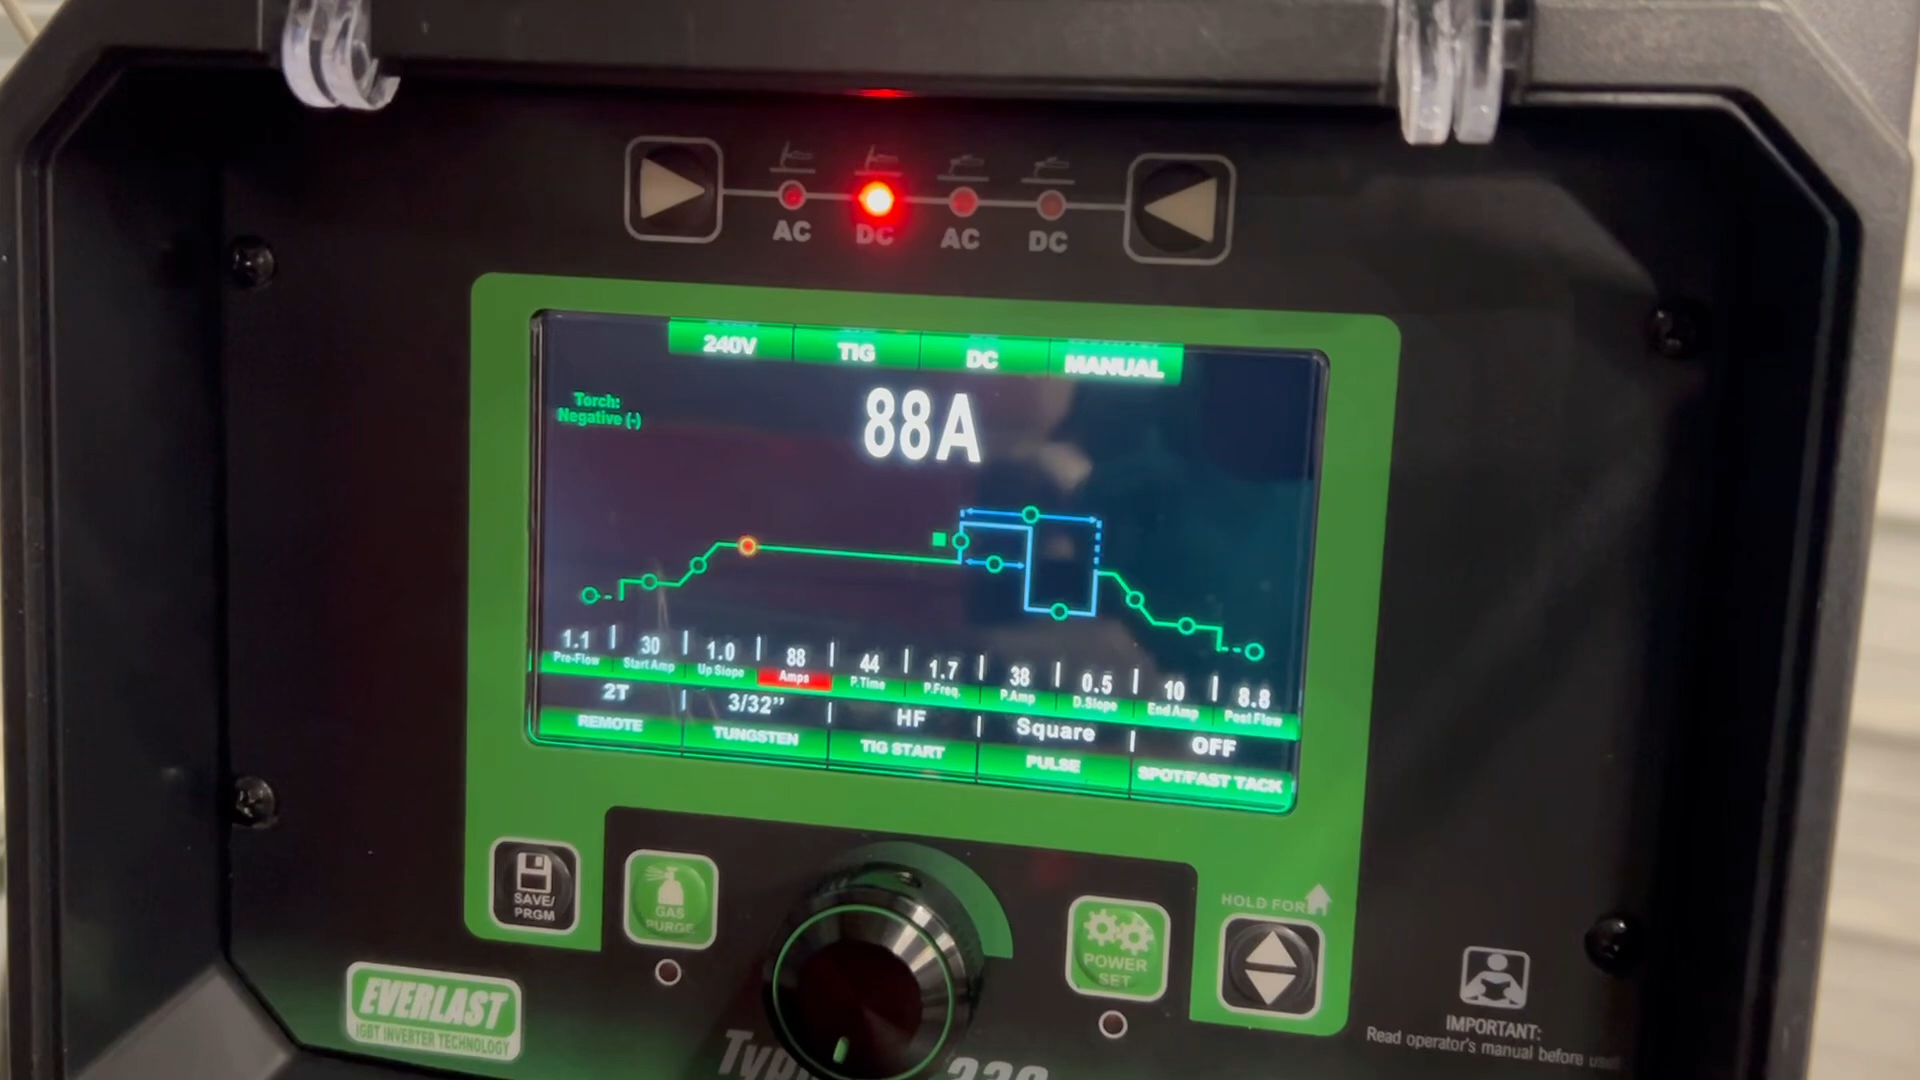 AC DC AC DC
240V TIG DC MANUAL
Torch:
Negative (-)
88A
1.1 30 1.0 88 44 1.7 38 0.5 10 8.8
Pre-Flow Start Amp Up Slope Amps P.Time P.Freq. P.Amp D.Slope End Amp Post Flow
2T 3/32” HF Square OFF
REMOTE TUNGSTEN TIG START PULSE SPOT/FAST TACK
SAVE/
PRGM
GAS
PURGE
POWER
SET
HOLD FOR
EVERLAST
IGBT INVERTER TECHNOLOGY
IMPORTANT:
Read operator's manual before use